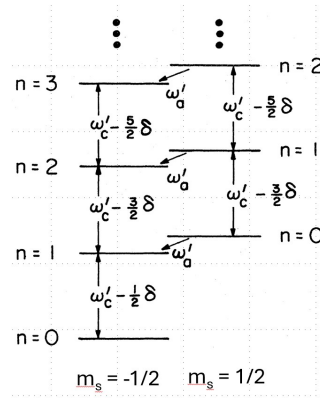 n = 2
n = 3
ω'a
ω'c − 5/2 δ
ω'c − 5/2 δ
n = 1
n = 2
ω'a
ω'c − 3/2 δ
ω'c − 3/2 δ
n = 0
n = 1
ω'a
ω'c − 1/2 δ
n = 0
ms = -1/2 ms = 1/2